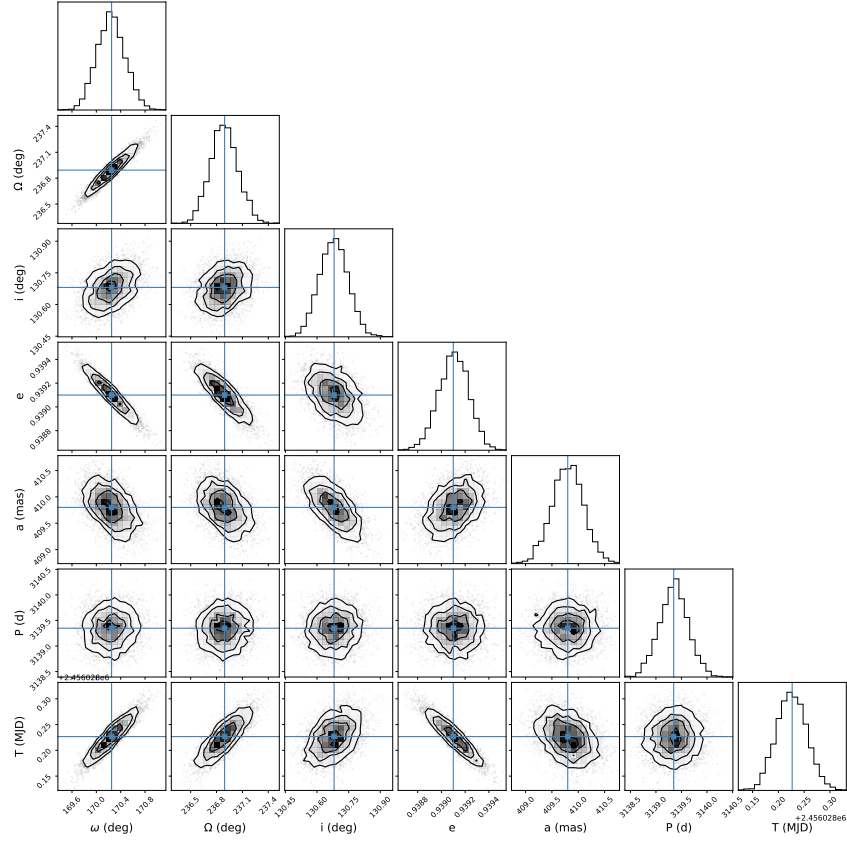 237.4
237.1
236.8
236.5
Ω (deg)
130.90
130.75
130.60
130.45
i (deg)
0.9394
0.9392
0.9390
0.9388
e
410.5
410.0
409.5
409.0
a (mas)
3140.5
3140.0
3139.5
3139.0
3138.5
P (d)
+2.456028e6
0.30
0.25
0.20
0.15
T (MJD)
169.6 170.0 170.4 170.8
236.5 236.8 237.1 237.4
130.45 130.60 130.75 130.90
0.9388 0.9390 0.9392 0.9394
409.0 409.5 410.0 410.5
3138.5 3139.0 3139.5 3140.0 3140.5
0.15 0.20 0.25 0.30
+2.456028e6
ω (deg) Ω (deg) i (deg) e a (mas) P (d) T (MJD)